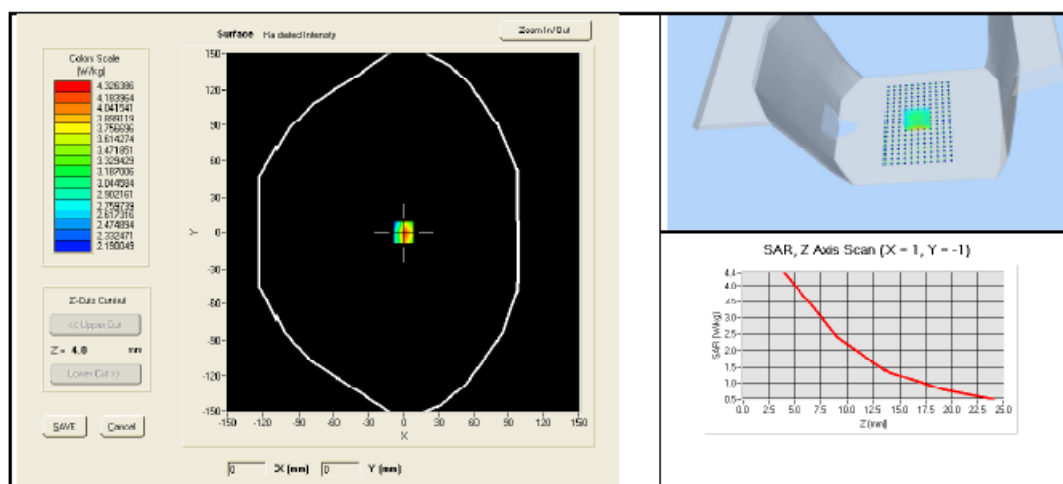 Surface Radiated Intensity
Zoom In/Out
Colors Scale
(W/kg)
4.326386
4.183964
4.041541
3.899119
3.756696
3.614274
3.471851
3.329429
3.187006
3.044584
2.902161
2.759739
2.617316
2.474894
2.332471
2.190049
Z-Cuts Control
<< Upper Cut
Z = 4.0 mm
Lower Cut >>
SAVE Cancel
150
120
90
60
30
0
-30
-60
-90
-120
-150
Y
-150 -120 -90 -60 -30 0 30 60 90 120 150
X
0 X (mm) 0 Y (mm)
SAR, Z Axis Scan (X = 1, Y = -1)
SAR (W/kg)
4.4
3.5
3.0
2.5
2.0
1.5
1.0
0.5
0.0 2.5 5.0 7.5 10.0 12.5 15.0 17.5 20.0 22.5 25.0
Z (mm)